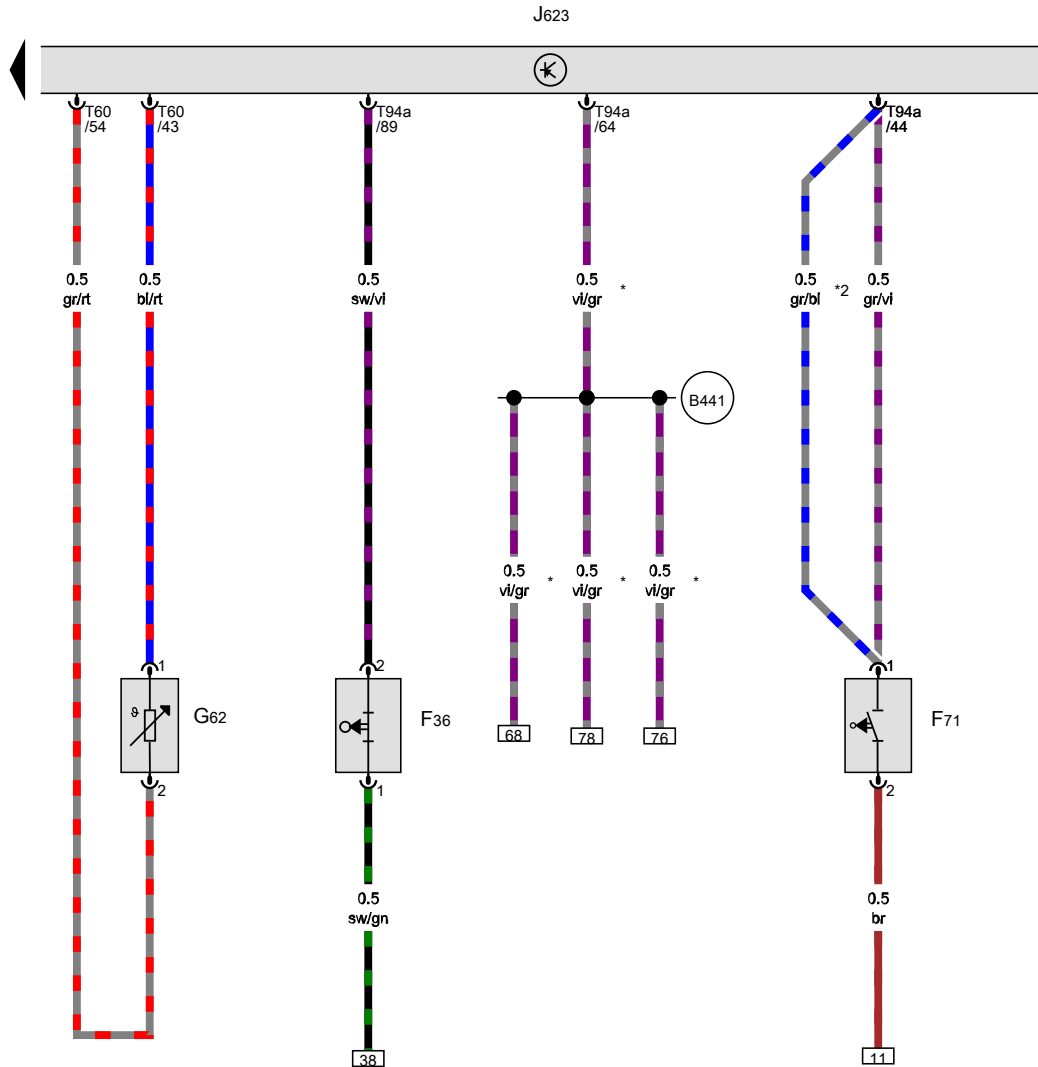 J623
T60
/54
T60
/43
T94a
/89
T94a
/64
T94a
/44
0.5
gr/rt
0.5
bl/rt
0.5
sw/vi
0.5
vi/gr *
0.5
gr/bl *2
0.5
gr/vi
B441
0.5
vi/gr *
0.5
vi/gr *
0.5
vi/gr *
1
2
1
ϑ
G62
F36
F71
68
78
76
2
1
2
0.5
sw/gn
0.5
br
38
11